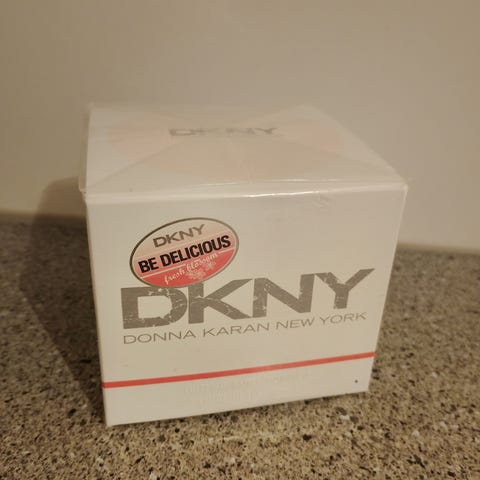 DKNY
DKNY
BE DELICIOUS
fresh blossom
DKNY
DONNA KARAN NEW YORK